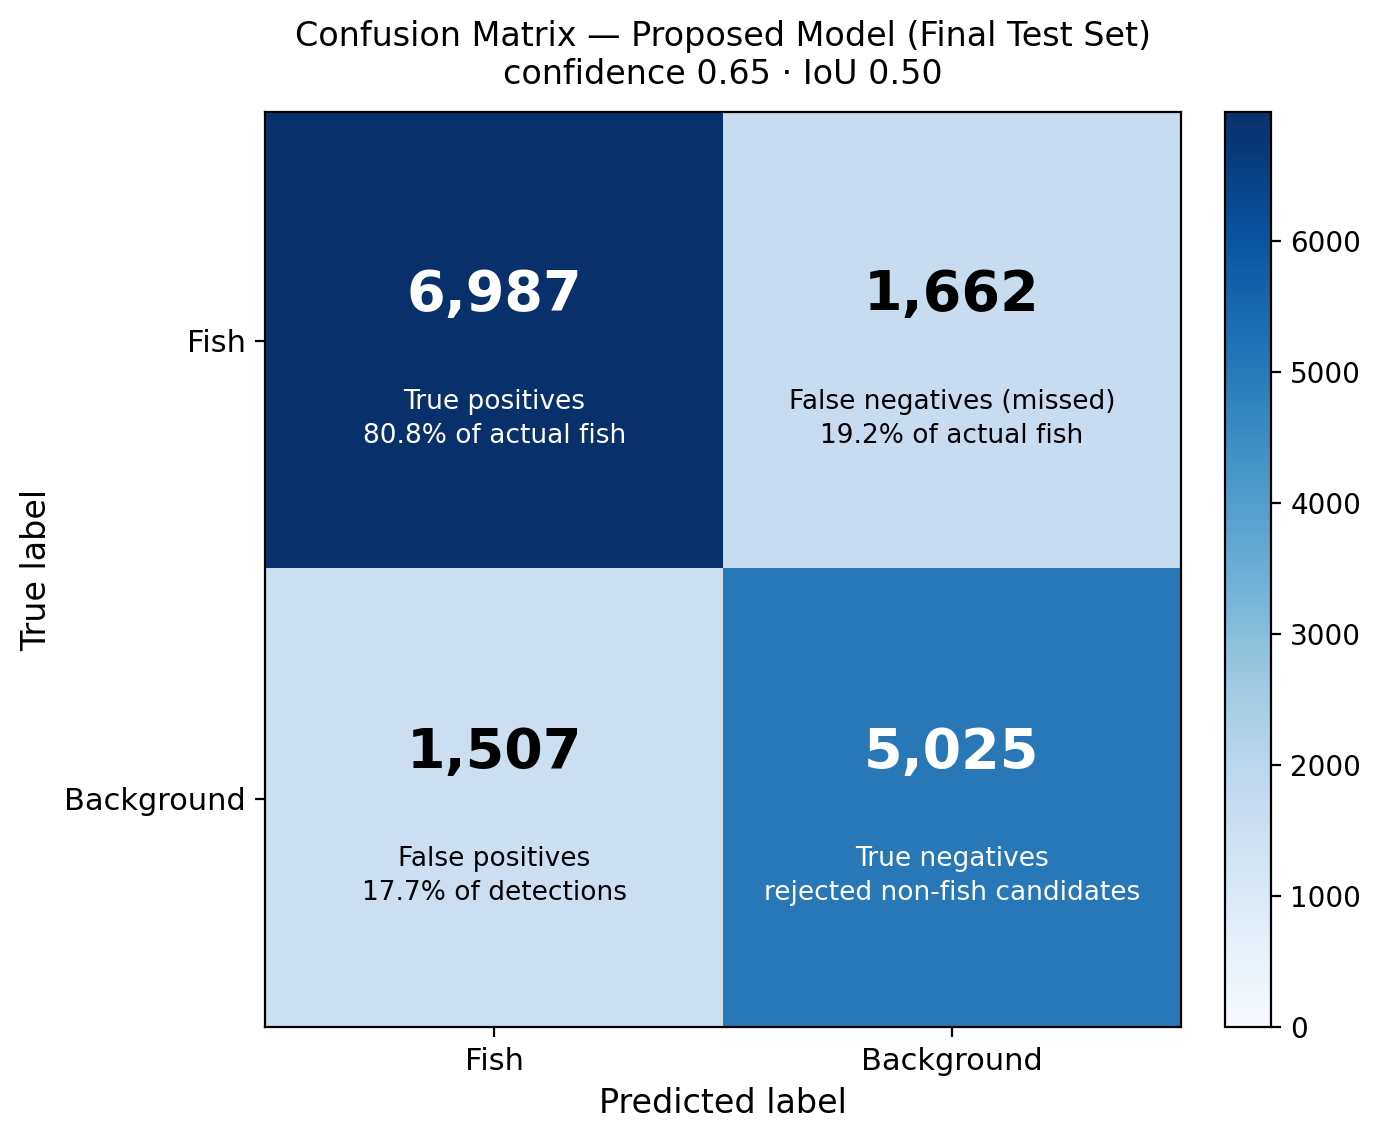 Confusion Matrix — Proposed Model (Final Test Set)
confidence 0.65 · IoU 0.50
True label
Fish
Background
6,987
True positives
80.8% of actual fish
1,662
False negatives (missed)
19.2% of actual fish
1,507
False positives
17.7% of detections
5,025
True negatives
rejected non-fish candidates
Fish
Background
Predicted label
6000
5000
4000
3000
2000
1000
0